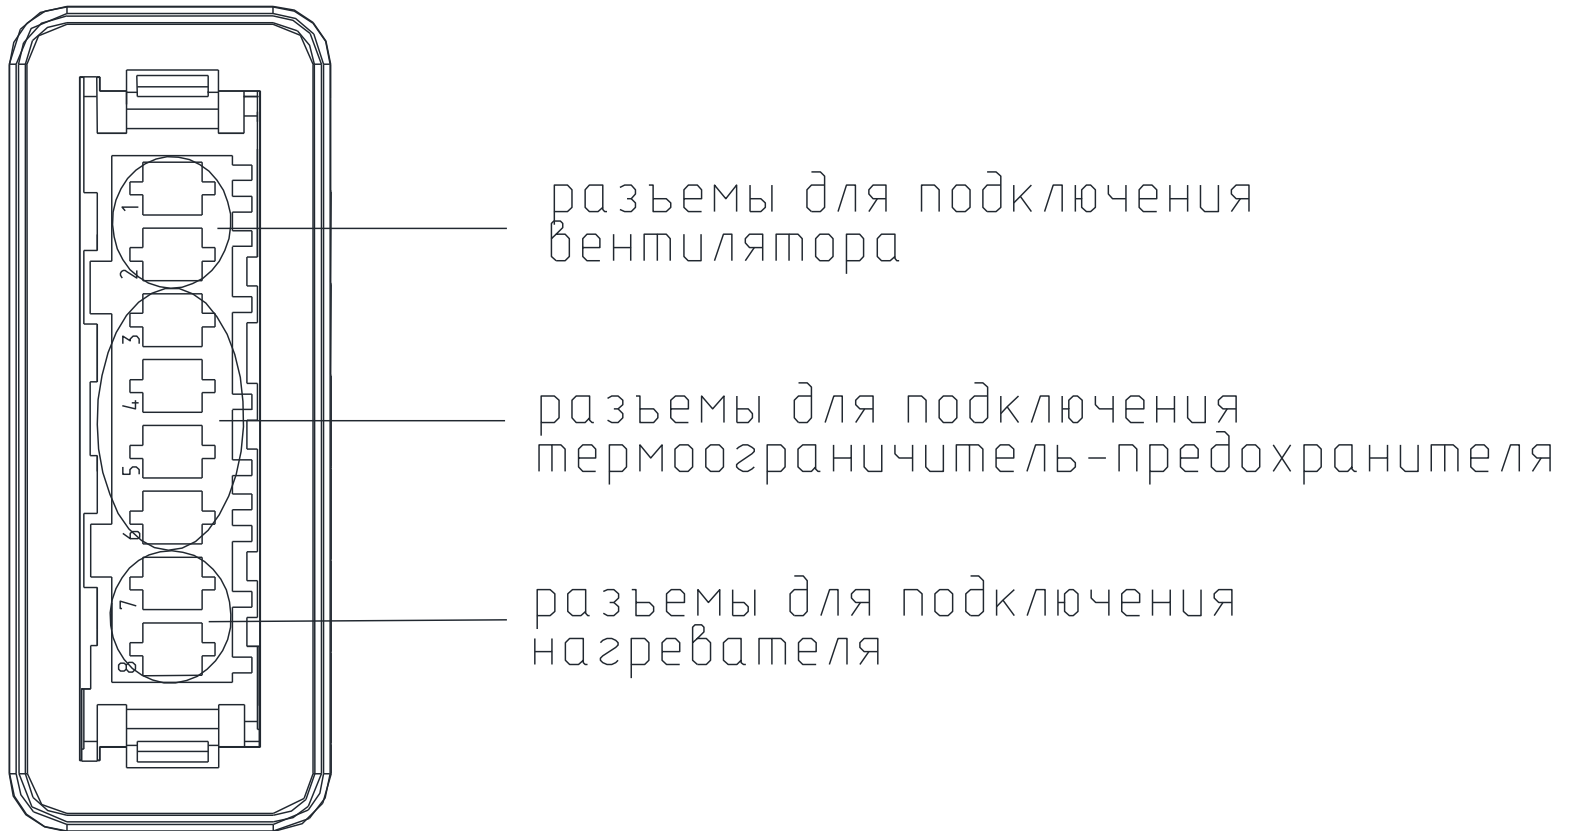 разъемы для подключения
вентилятора
1
2
3
4
5
6
7
8
разъемы для подключения
термоограничитель-предохранителя
разъемы для подключения
нагревателя